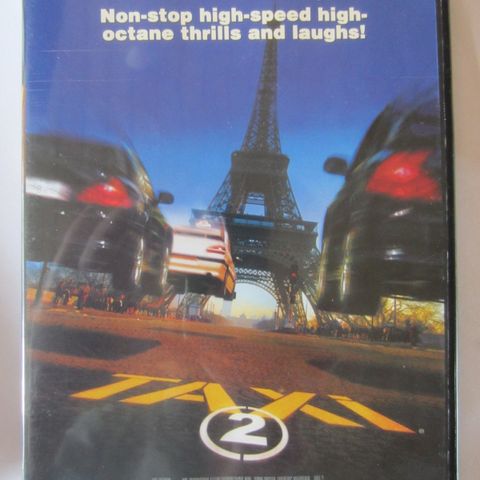 Non-stop high-speed high-
octane thrills and laughs!
TAXI
2